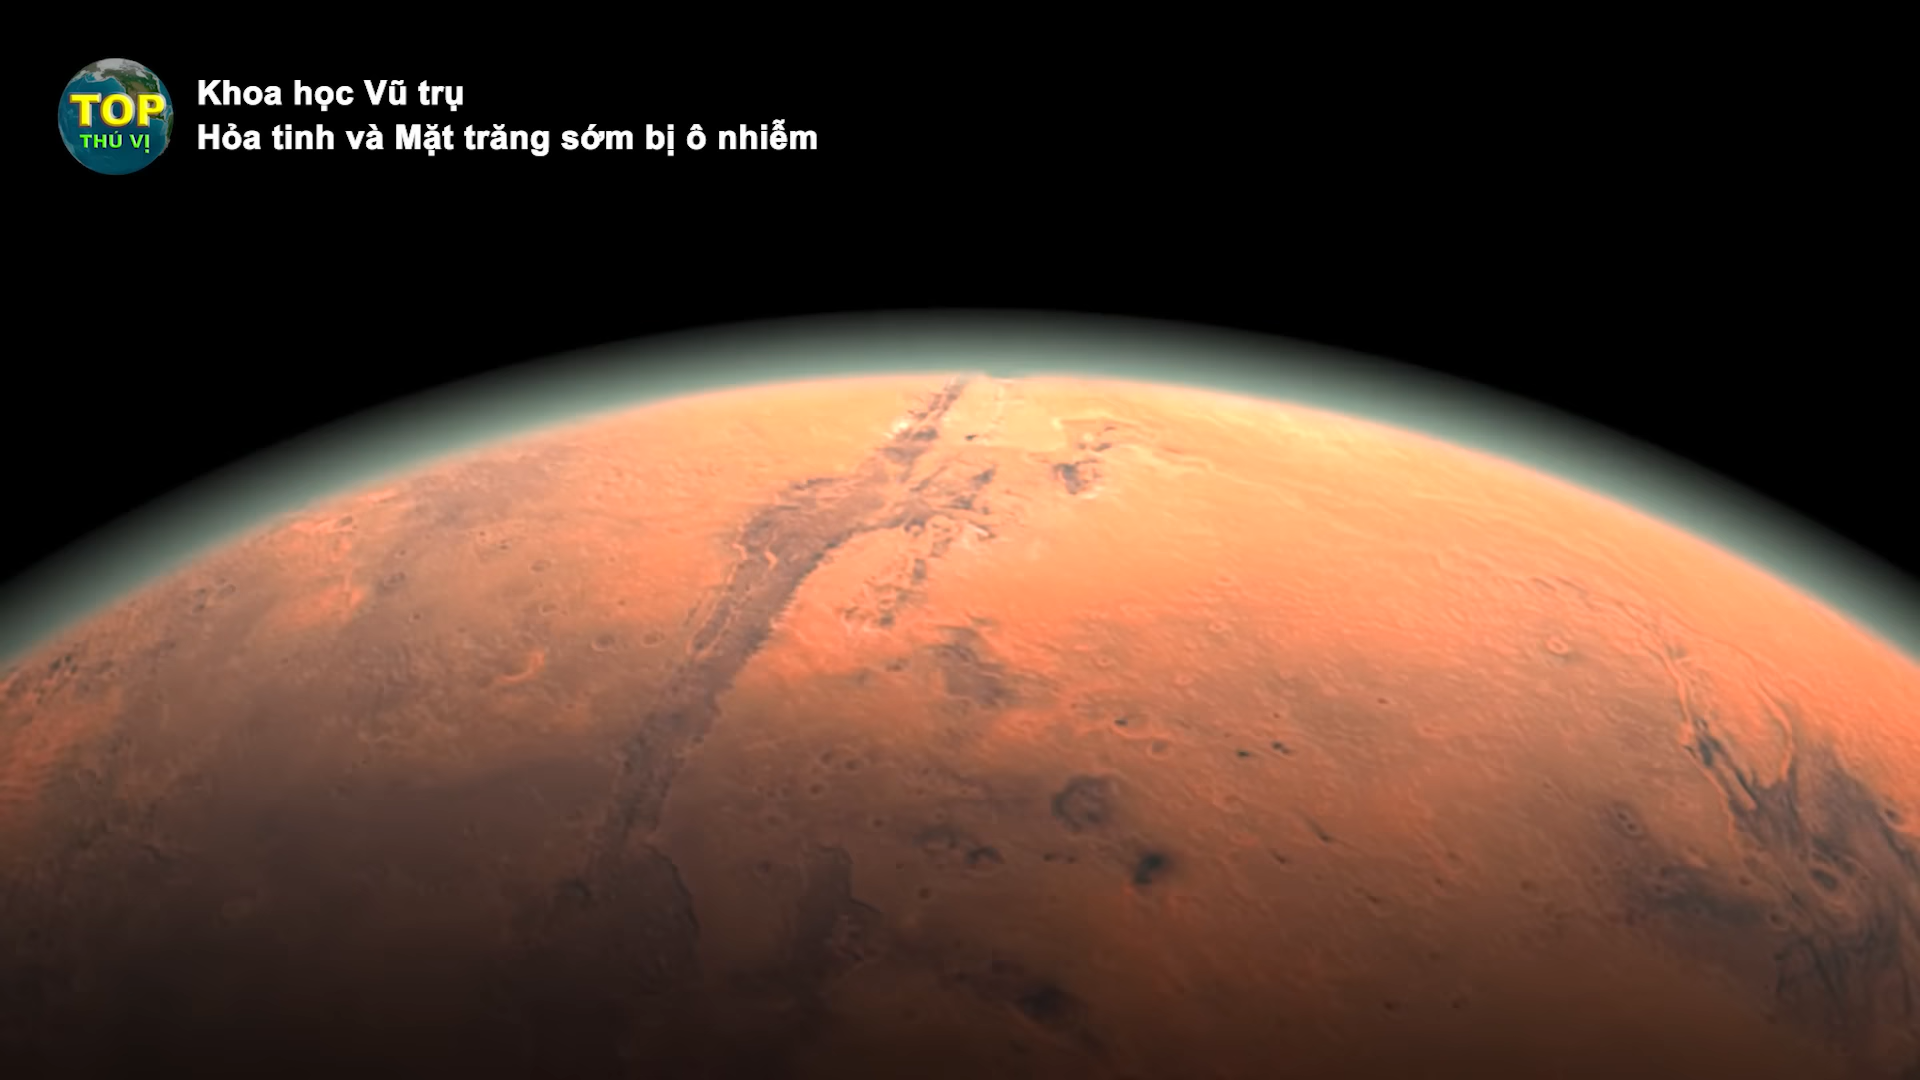 TOP
THÚ VỊ
Khoa học Vũ trụ
Hỏa tinh và Mặt trăng sớm bị ô nhiễm